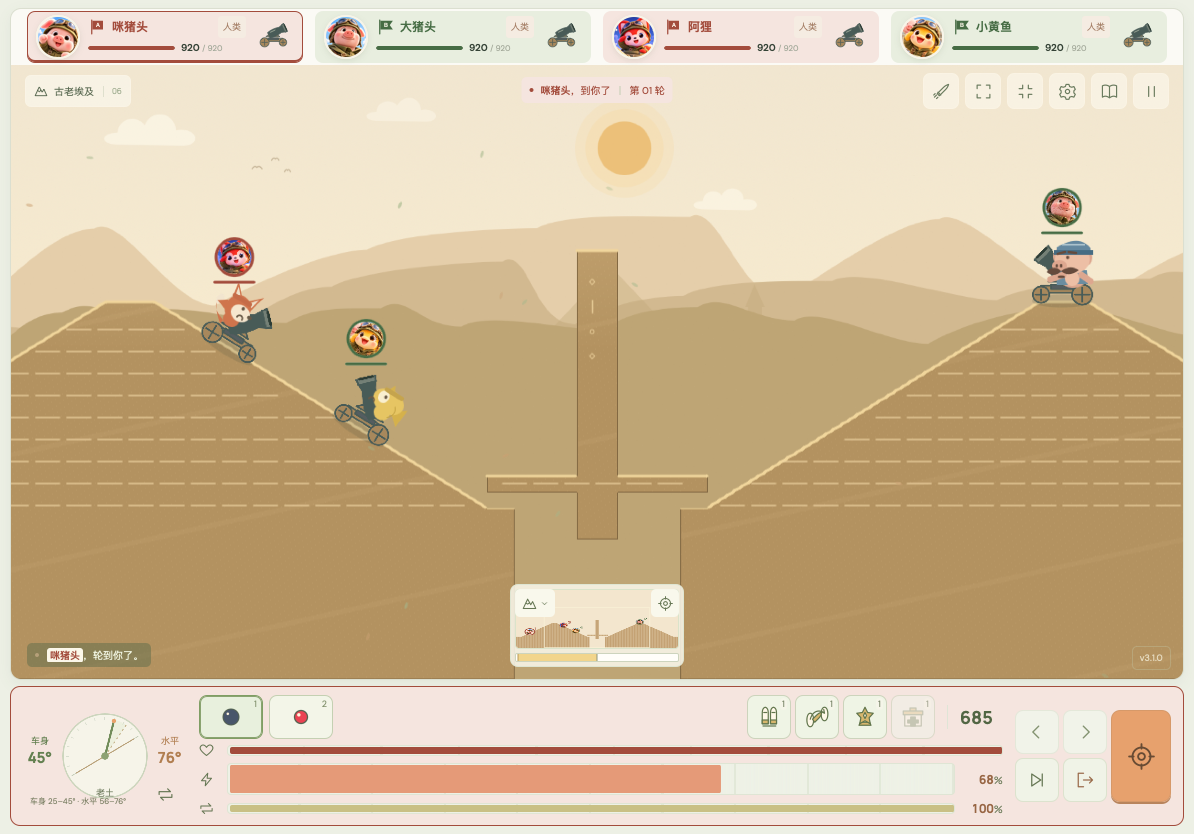 A 咪猪头 人类
920 / 920
B 大猪头 人类
920 / 920
A 阿狸 人类
920 / 920
B 小黄鱼 人类
920 / 920
古老埃及 06
咪猪头，到你了 第 01 轮
咪猪头，轮到你了。
v3.1.0
1
2
1
1
1
1
685
车身
45°
水平
76°
老土
车身 25–45° · 水平 56–76°
68%
100%